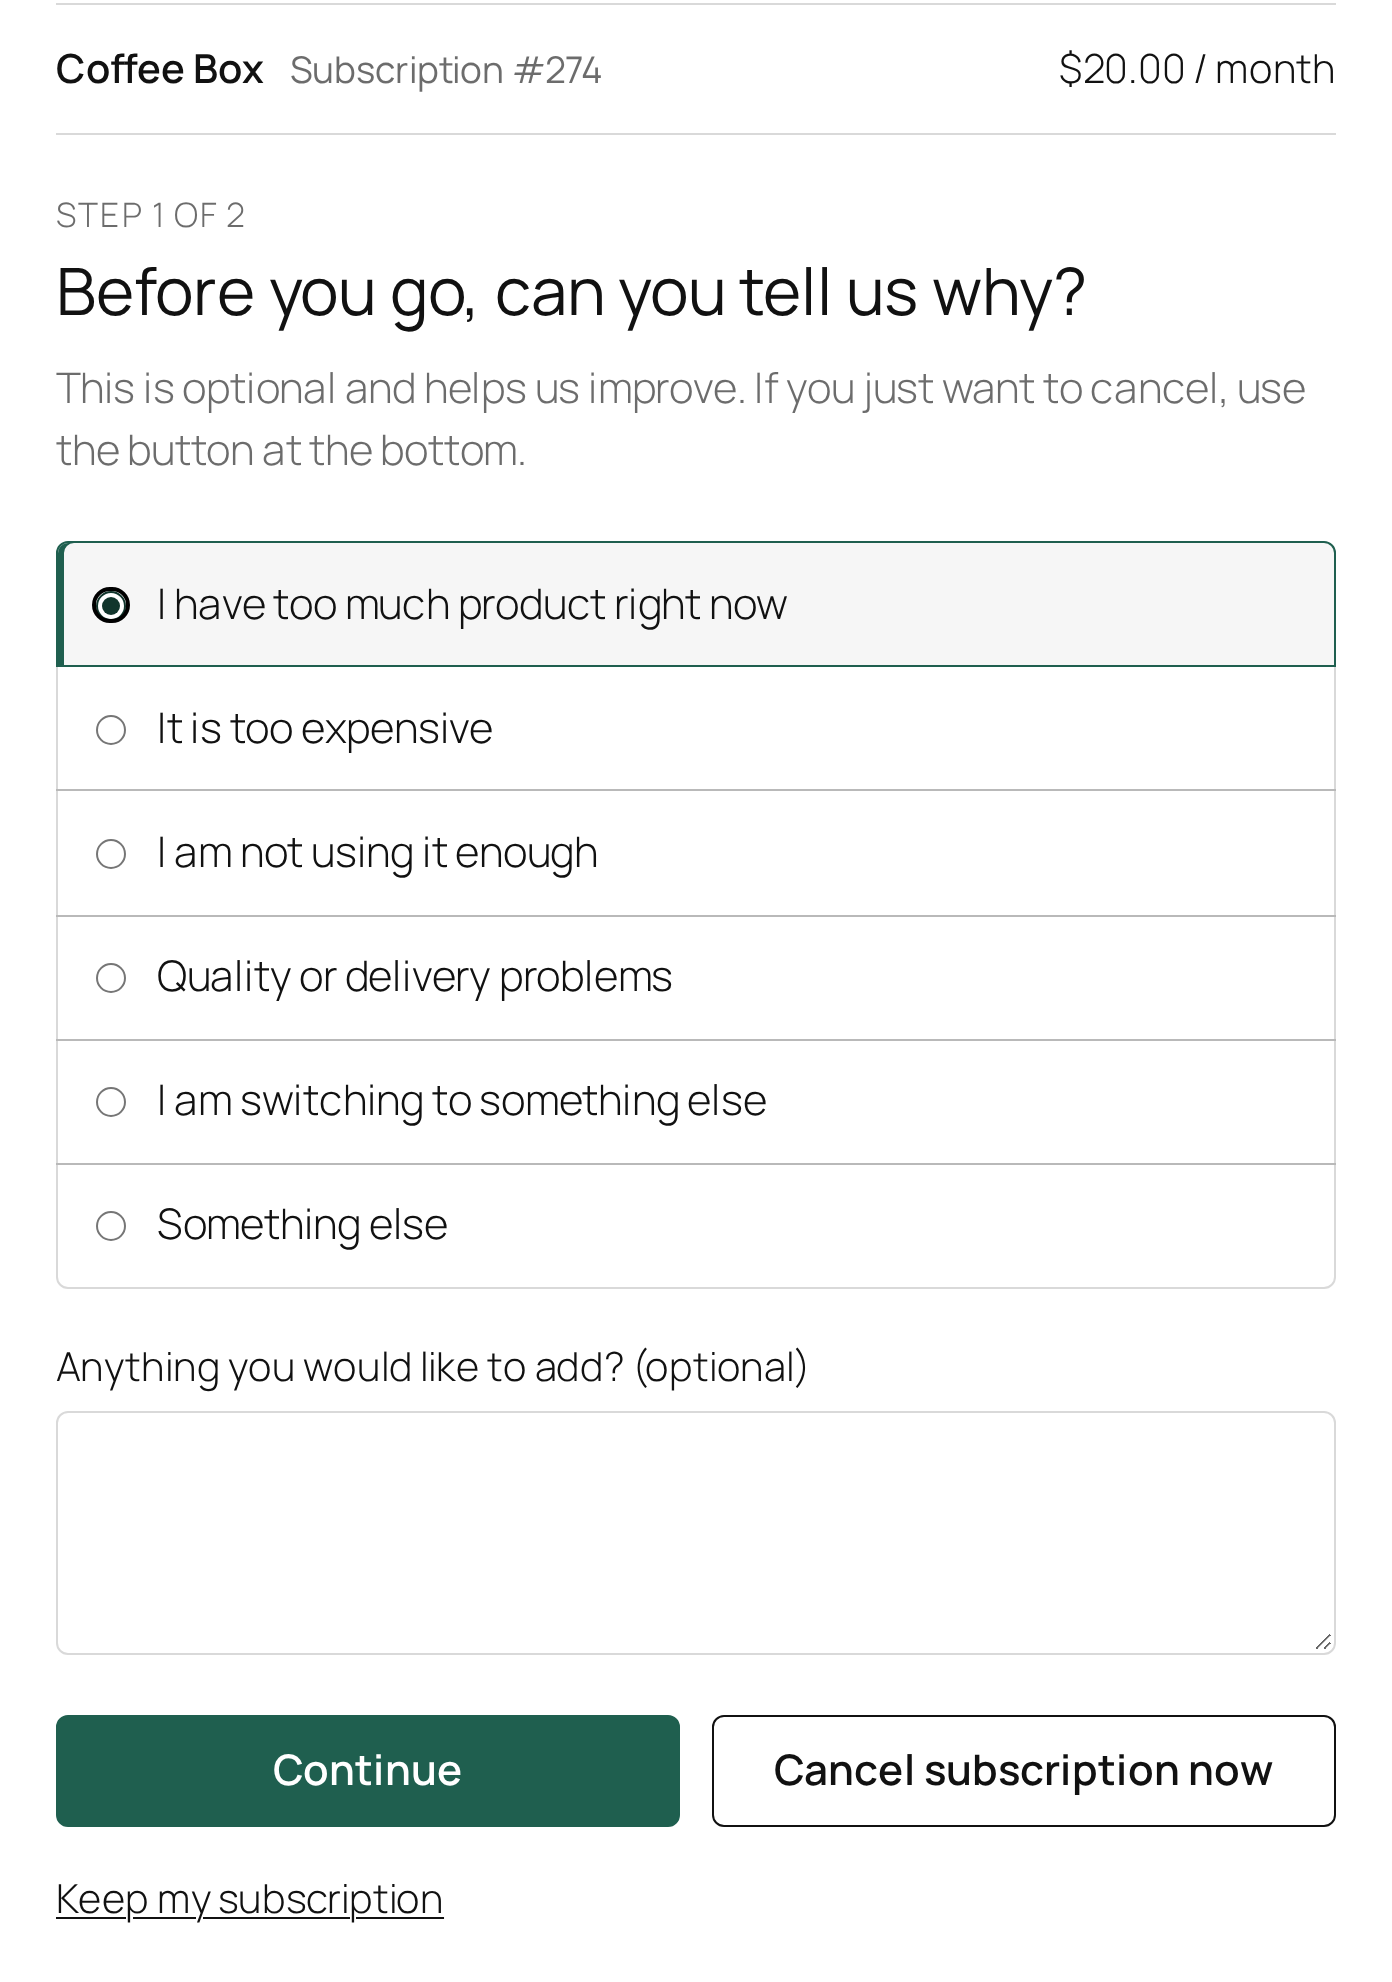 Coffee Box Subscription #274 $20.00 / month
STEP 1 OF 2
Before you go, can you tell us why?
This is optional and helps us improve. If you just want to cancel, use
the button at the bottom.
I have too much product right now
It is too expensive
I am not using it enough
Quality or delivery problems
I am switching to something else
Something else
Anything you would like to add? (optional)
Continue Cancel subscription now
Keep my subscription